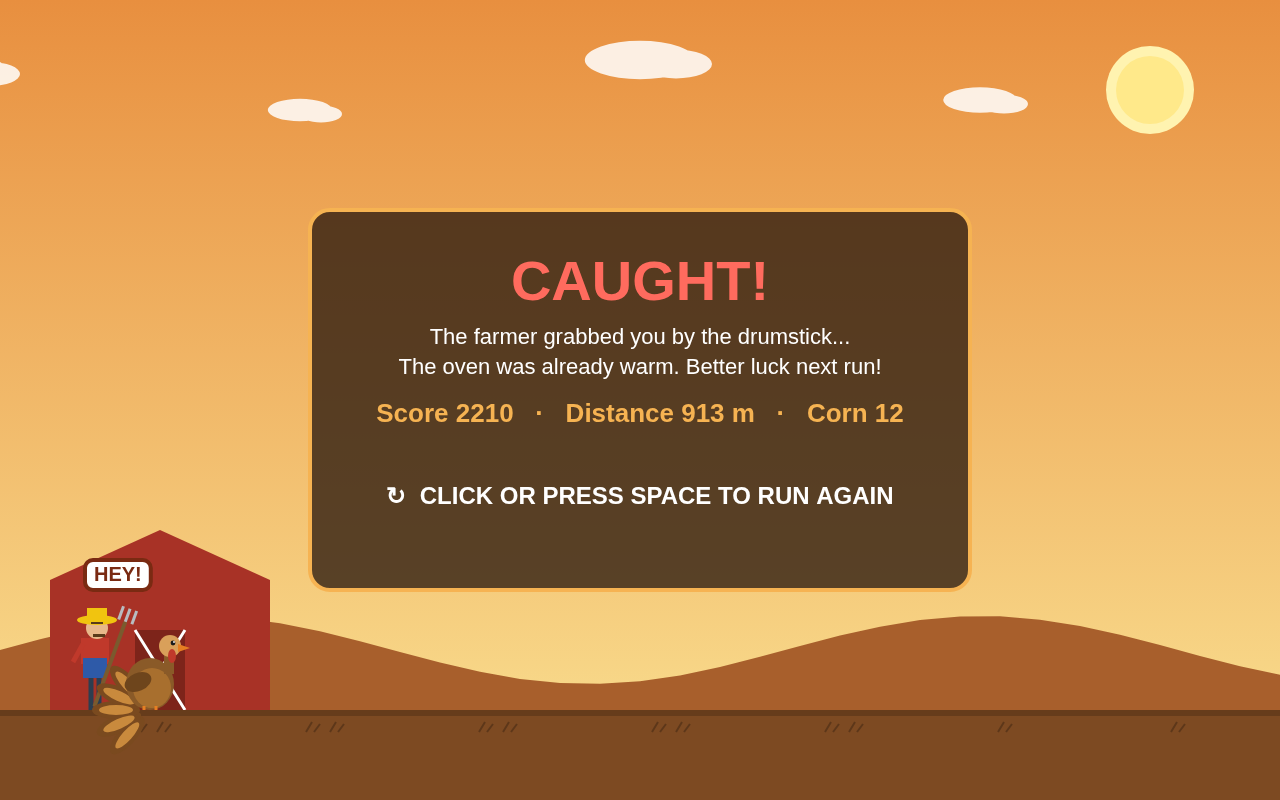 CAUGHT!
The farmer grabbed you by the drumstick...
The oven was already warm. Better luck next run!
Score 2210 · Distance 913 m · Corn 12
↻ CLICK OR PRESS SPACE TO RUN AGAIN
HEY!